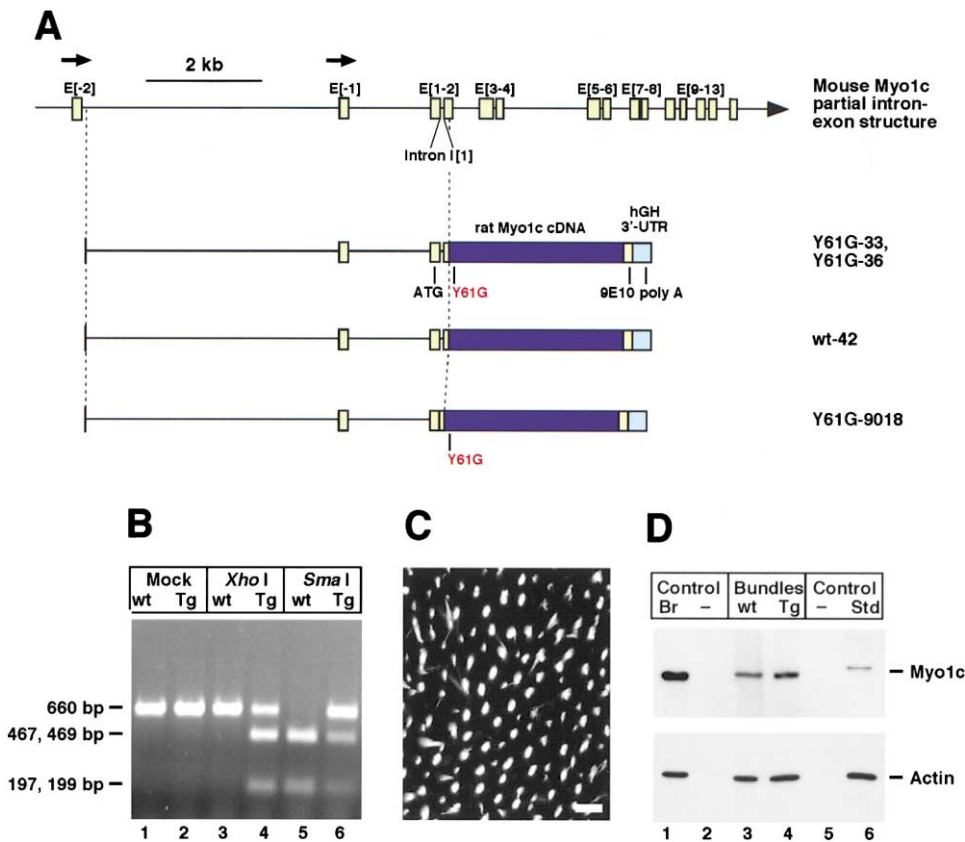 A
2 kb
E[-2] E[-1] E[1-2] E[3-4] E[5-6] E[7-8] E[9-13]
Mouse Myo1c
partial intron-
exon structure
Intron I[1]
rat Myo1c cDNA
hGH
3'-UTR
Y61G-33,
Y61G-36
ATG Y61G 9E10 poly A
wt-42
Y61G-9018
Y61G
B
Mock Xho I Sma I
wt Tg wt Tg wt Tg
660 bp
467, 469 bp
197, 199 bp
1 2 3 4 5 6
C
D
Control Bundles Control
Br – wt Tg – Std
Myo1c
Actin
1 2 3 4 5 6